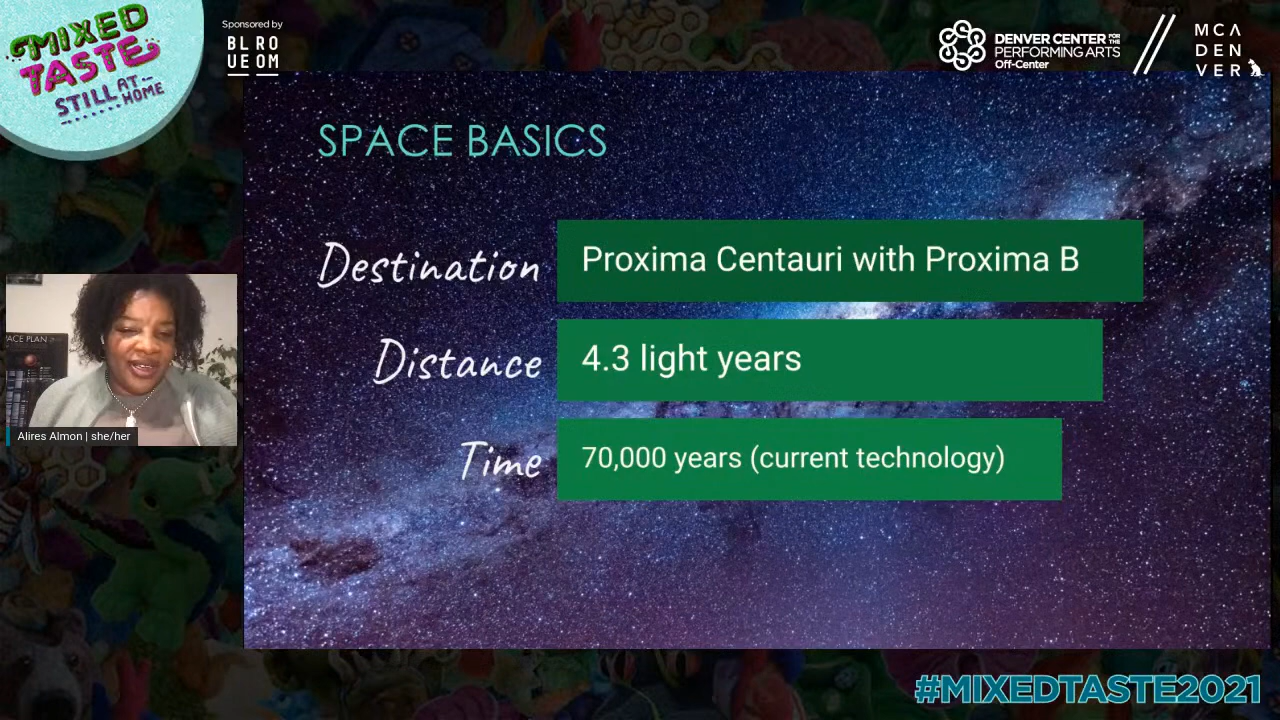 MIXED
TASTE
STILL AT--
HOME
Sponsored by
BL RO
UE OM
DENVER CENTER FOR THE
PERFORMING ARTS
Off-Center
MCA
DEN
VER
SPACE BASICS
Destination
Proxima Centauri with Proxima B
Distance
4.3 light years
Time
70,000 years (current technology)
ACE PLAN
Alires Almon | she/her
#MIXEDTASTE2021